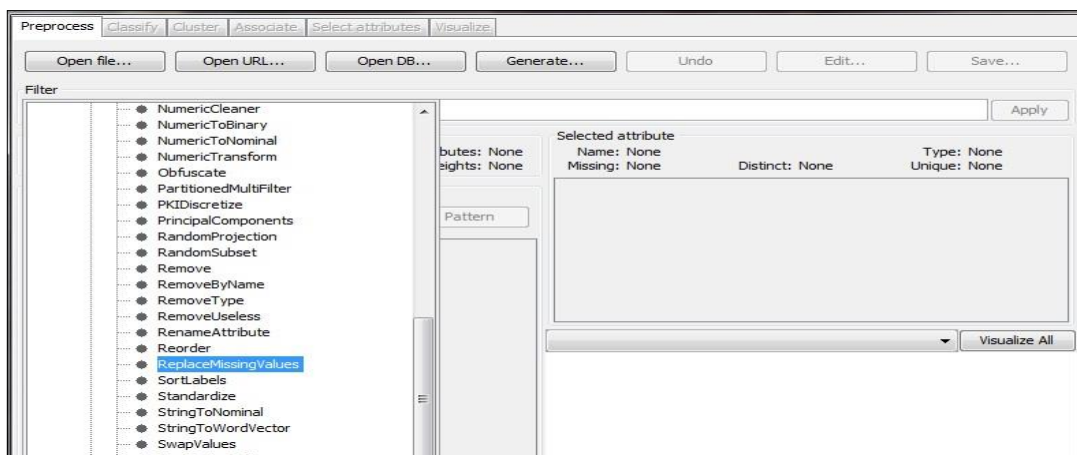 Preprocess Classify Cluster Associate Select attributes Visualize
Open file... Open URL... Open DB... Generate... Undo Edit... Save...
Filter
Apply
NumericCleaner
NumericToBinary
NumericToNominal
NumericTransform
Obfuscate
PartitionedMultiFilter
PKIDiscretize
PrincipalComponents
RandomProjection
RandomSubset
Remove
RemoveByName
RemoveType
RemoveUseless
RenameAttribute
Reorder
ReplaceMissingValues
SortLabels
Standardize
StringToNominal
StringToWordVector
SwapValues
butes: None
eights: None
Pattern
Selected attribute
Name: None Type: None
Missing: None Distinct: None Unique: None
Visualize All